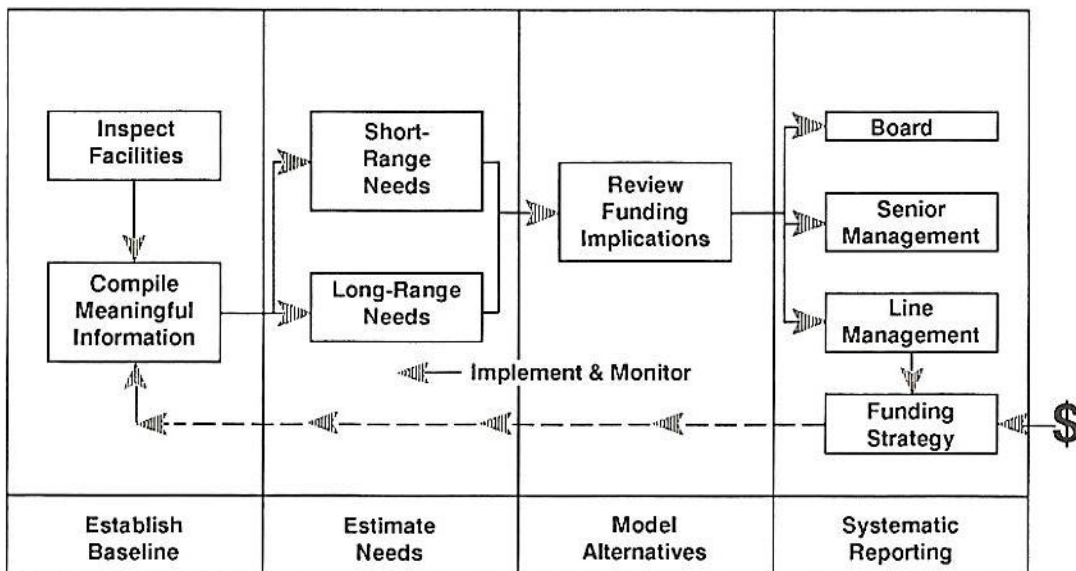 Inspect
Facilities
Compile
Meaningful
Information
Short-
Range
Needs
Long-Range
Needs
Review
Funding
Implications
Board
Senior
Management
Line
Management
Implement & Monitor
Funding
Strategy
$
Establish
Baseline
Estimate
Needs
Model
Alternatives
Systematic
Reporting